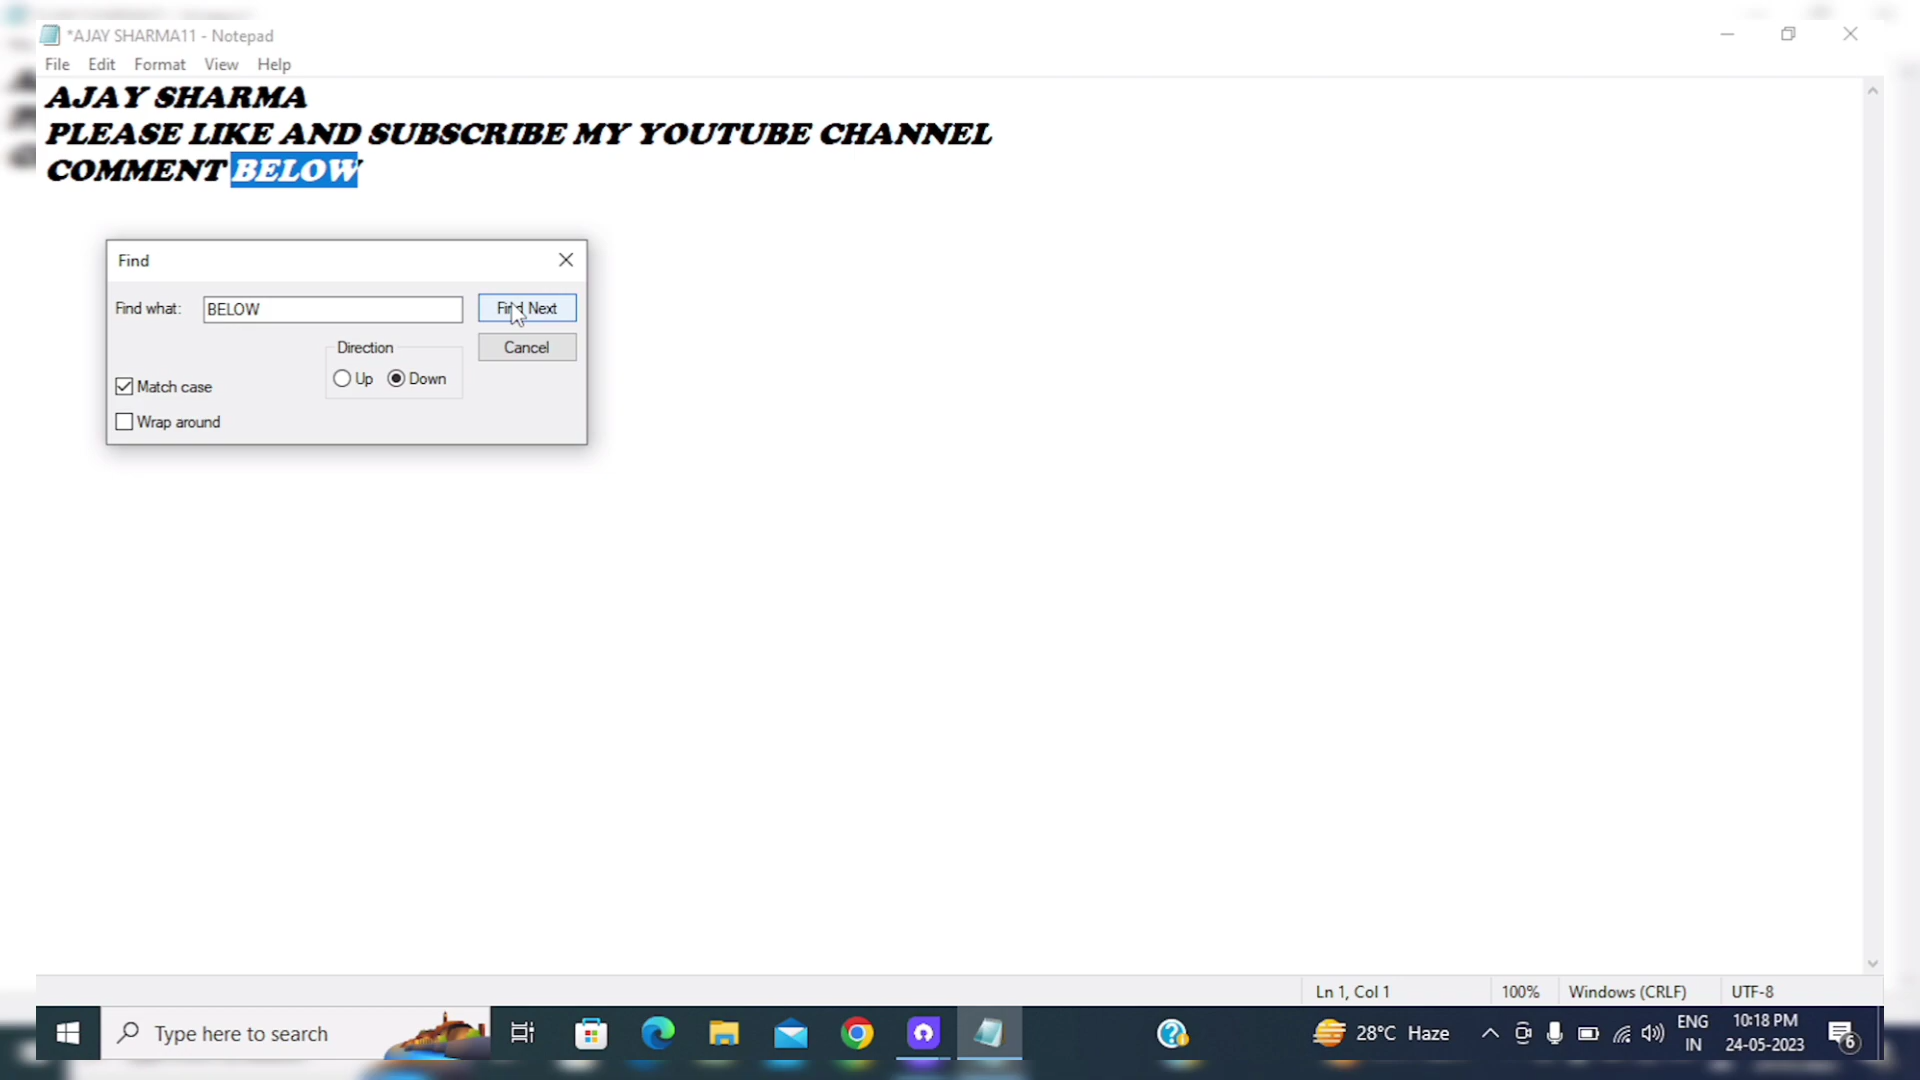 *AJAY SHARMA11 - Notepad
File Edit Format View Help
AJAY SHARMA
PLEASE LIKE AND SUBSCRIBE MY YOUTUBE CHANNEL
COMMENT BELOW
Find
Find what: BELOW Find Next
Direction Cancel
Up Down
Match case
Wrap around
Ln 1, Col 1 100% Windows (CRLF) UTF-8
Type here to search 28°C Haze ENG IN 10:18 PM 24-05-2023 6